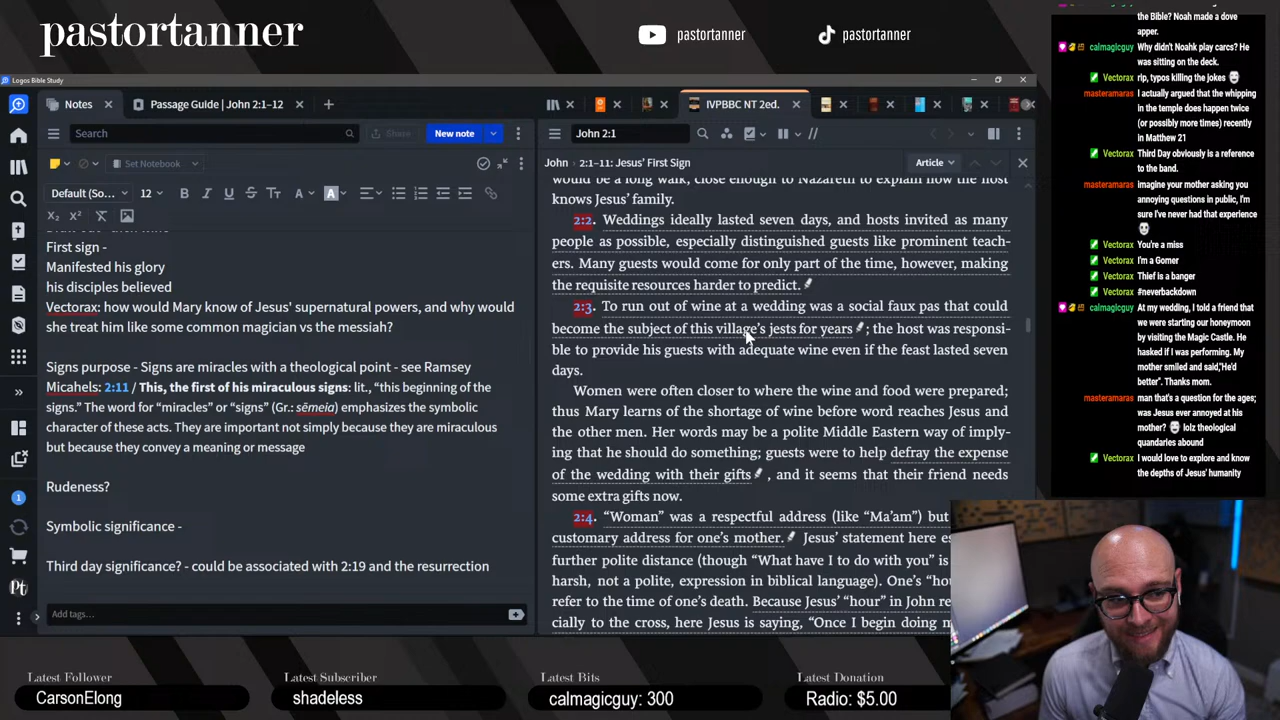 pastortanner
pastortanner
pastortanner
Logos Bible Study
Notes
Passage Guide | John 2:1–12
Search
Share
New note
Set Notebook
Default (So...
12
First sign -
Manifested his glory
his disciples believed
Vectorax: how would Mary know of Jesus' supernatural powers, and why would
she treat him like some common magician vs the messiah?
Signs purpose - Signs are miracles with a theological point - see Ramsey
Micahels: 2:11 / This, the first of his miraculous signs: lit., “this beginning of the
signs.” The word for “miracles” or “signs” (Gr.: sēmeia) emphasizes the symbolic
character of these acts. They are important not simply because they are miraculous
but because they convey a meaning or message
Rudeness?
Symbolic significance -
Third day significance? - could be associated with 2:19 and the resurrection
Add tags...
1
IVPBBC NT 2ed.
John 2:1
John
2:1–11: Jesus’ First Sign
Article
would be a long walk, close enough to Nazareth to explain how the host
knows Jesus’ family.
2:2. Weddings ideally lasted seven days, and hosts invited as many
people as possible, especially distinguished guests like prominent teach-
ers. Many guests would come for only part of the time, however, making
the requisite resources harder to predict.
2:3. To run out of wine at a wedding was a social faux pas that could
become the subject of this village’s jests for years; the host was responsi-
ble to provide his guests with adequate wine even if the feast lasted seven
days.
Women were often closer to where the wine and food were prepared;
thus Mary learns of the shortage of wine before word reaches Jesus and
the other men. Her words may be a polite Middle Eastern way of imply-
ing that he should do something; guests were to help defray the expense
of the wedding with their gifts, and it seems that their friend needs
some extra gifts now.
2:4. “Woman” was a respectful address (like “Ma’am”) but
customary address for one’s mother. Jesus’ statement here es
further polite distance (though “What have I to do with you” is
harsh, not a polite, expression in biblical language). One’s “hou
refer to the time of one’s death. Because Jesus’ “hour” in John re
cially to the cross, here Jesus is saying, “Once I begin doing m
the Bible? Noah made a dove
apper.
calmagicguy Why didn't Noahk play carcs? He
was sitting on the deck.
Vectorax rip, typos killing the jokes
masteramaras I actually argued that the whipping
in the temple does happen twice
(or possibly more times) recently
in Matthew 21
Vectorax Third Day obviously is a reference
to the band.
masteramaras imagine your mother asking you
annoying questions in public, I'm
sure I've never had that experience
Vectorax You're a miss
Vectorax I'm a Gomer
Vectorax Thief is a banger
Vectorax #neverbackdown
calmagicguy At my wedding, I told a friend that
we were starting our honeymoon
by visiting the Magic Castle. He
hasked if I was performing. My
mother smiled and said,"He'd
better". Thanks mom.
masteramaras man that's a question for the ages;
was Jesus ever annoyed at his
mother? lolz theological
quandaries abound
Vectorax I would love to explore and know
the depths of Jesus' humanity
Latest Follower
CarsonElong
Latest Subscriber
shadeless
Latest Bits
calmagicguy: 300
Latest Donation
Radio: $5.00